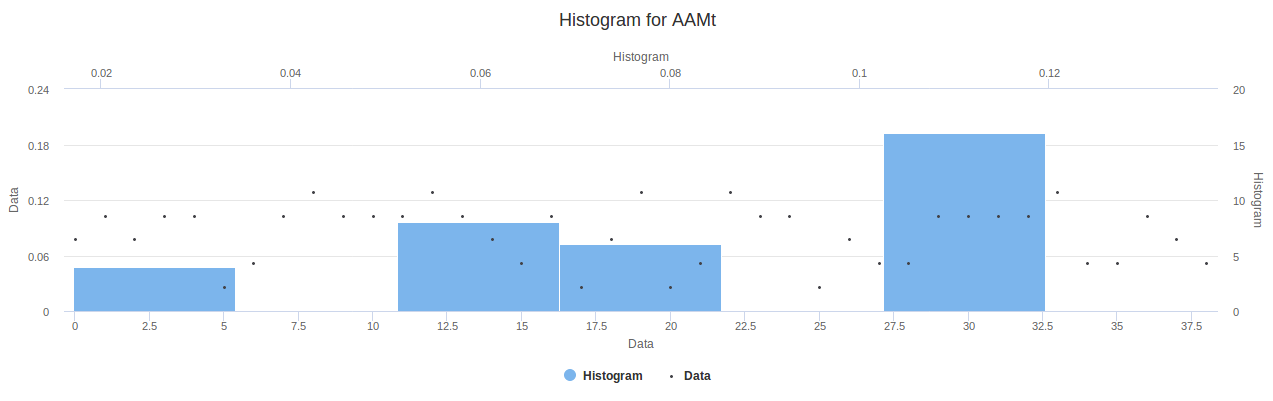 Histogram for AAMt
Histogram
0.02 0.04 0.06 0.08 0.1 0.12
0.24 20
0.18 15
0.12 10
0.06 5
0 0
Data
Histogram
0 2.5 5 7.5 10 12.5 15 17.5 20 22.5 25 27.5 30 32.5 35 37.5
Data
Histogram Data